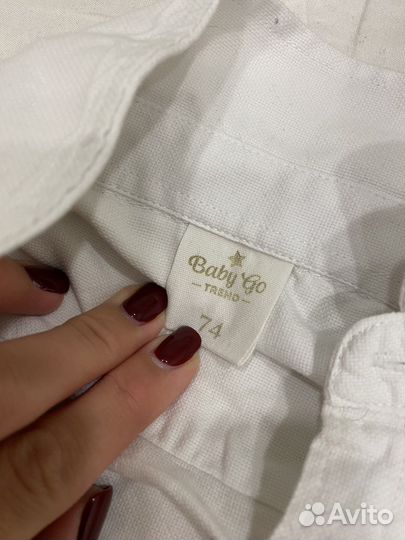 Baby Go
- TREND -
74
Avito